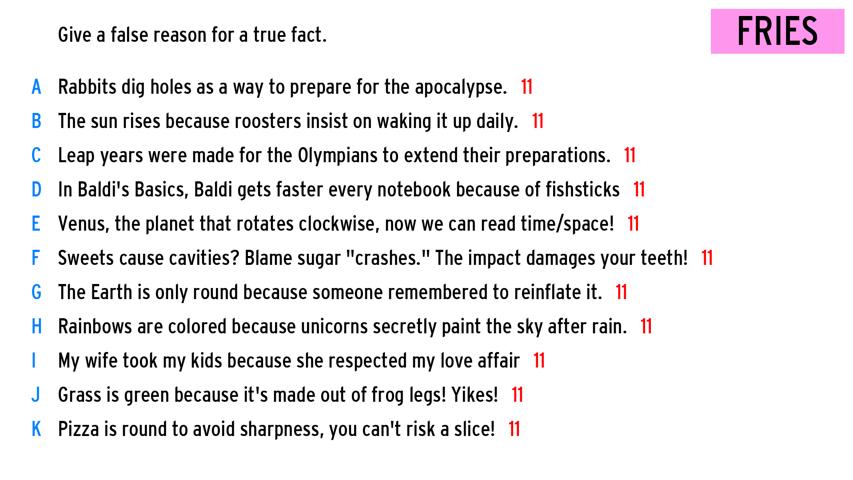 Give a false reason for a true fact.
FRIES
A Rabbits dig holes as a way to prepare for the apocalypse. 11
B The sun rises because roosters insist on waking it up daily. 11
C Leap years were made for the Olympians to extend their preparations. 11
D In Baldi's Basics, Baldi gets faster every notebook because of fishsticks 11
E Venus, the planet that rotates clockwise, now we can read time/space! 11
F Sweets cause cavities? Blame sugar "crashes." The impact damages your teeth! 11
G The Earth is only round because someone remembered to reinflate it. 11
H Rainbows are colored because unicorns secretly paint the sky after rain. 11
I My wife took my kids because she respected my love affair 11
J Grass is green because it's made out of frog legs! Yikes! 11
K Pizza is round to avoid sharpness, you can't risk a slice! 11